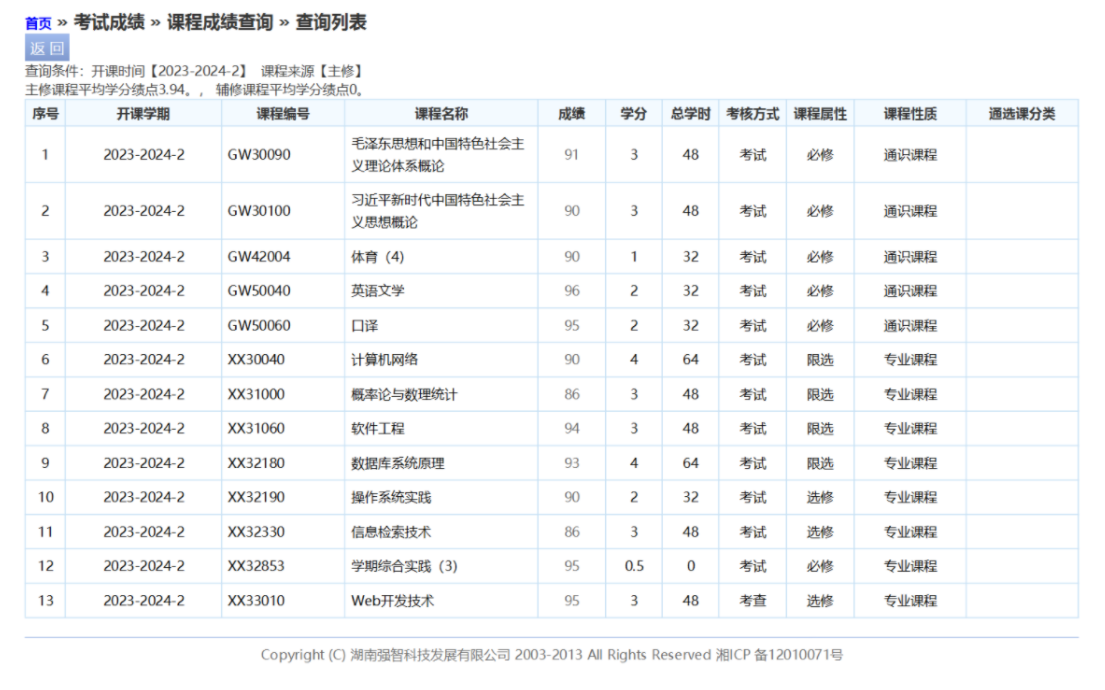 首页 » 考试成绩 » 课程成绩查询 » 查询列表
返 回
查询条件：开课时间【2023-2024-2】 课程来源【主修】
主修课程平均学分绩点3.94。， 辅修课程平均学分绩点0。
序号 开课学期 课程编号 课程名称 成绩 学分 总学时 考核方式 课程属性 课程性质 通选课分类
1 2023-2024-2 GW30090 毛泽东思想和中国特色社会主 91 3 48 考试 必修 通识课程
义理论体系概论
2 2023-2024-2 GW30100 习近平新时代中国特色社会主 90 3 48 考试 必修 通识课程
义思想概论
3 2023-2024-2 GW42004 体育（4） 90 1 32 考试 必修 通识课程
4 2023-2024-2 GW50040 英语文学 96 2 32 考试 必修 通识课程
5 2023-2024-2 GW50060 口译 95 2 32 考试 必修 通识课程
6 2023-2024-2 XX30040 计算机网络 90 4 64 考试 限选 专业课程
7 2023-2024-2 XX31000 概率论与数理统计 86 3 48 考试 限选 专业课程
8 2023-2024-2 XX31060 软件工程 94 3 48 考试 限选 专业课程
9 2023-2024-2 XX32180 数据库系统原理 93 4 64 考试 限选 专业课程
10 2023-2024-2 XX32190 操作系统实践 90 2 32 考试 选修 专业课程
11 2023-2024-2 XX32330 信息检索技术 86 3 48 考试 选修 专业课程
12 2023-2024-2 XX32853 学期综合实践（3） 95 0.5 0 考试 必修 专业课程
13 2023-2024-2 XX33010 Web开发技术 95 3 48 考查 选修 专业课程
Copyright (C) 湖南强智科技发展有限公司 2003-2013 All Rights Reserved 湘ICP 备12010071号